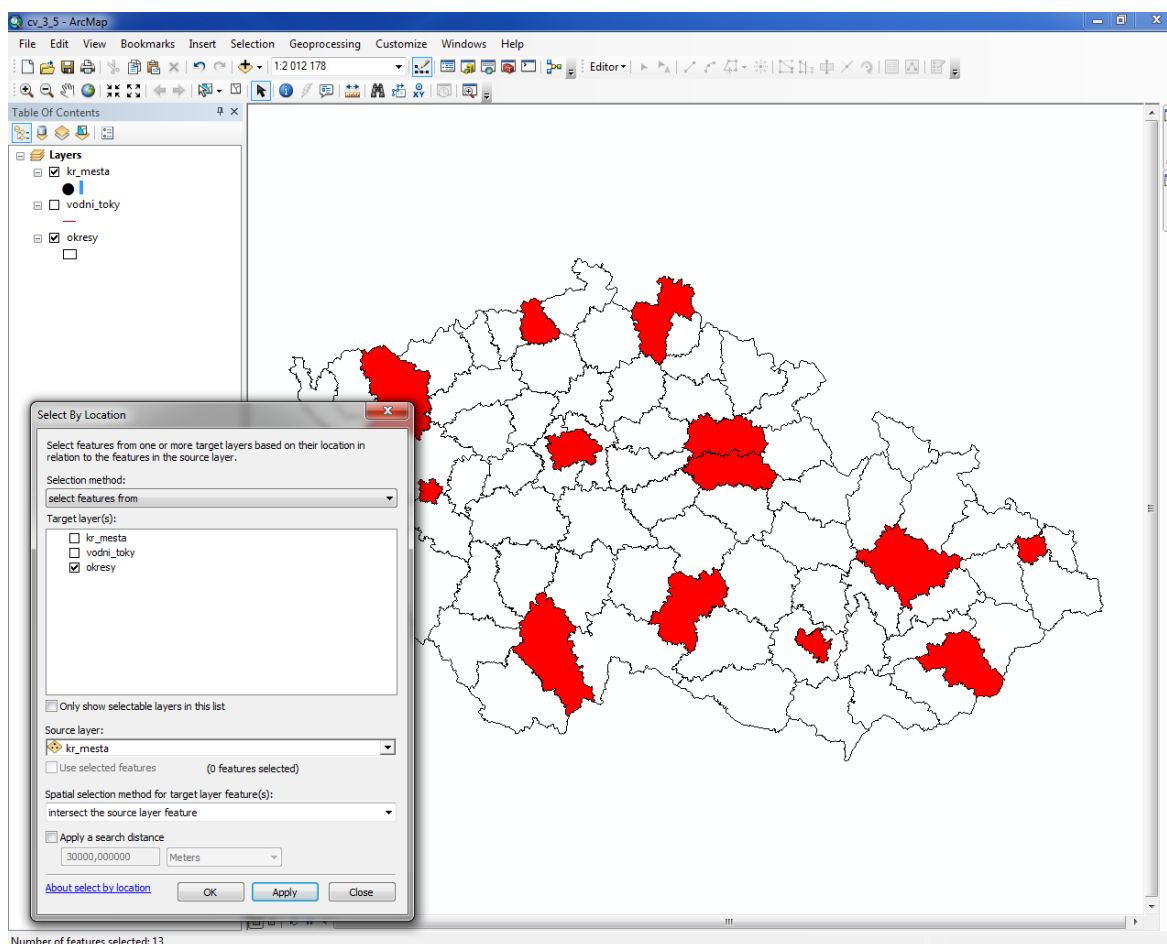 cv_3_5 - ArcMap
File Edit View Bookmarks Insert Selection Geoprocessing Customize Windows Help
1:2 012 178
Editor
Table Of Contents
Layers
kr_mesta
vodni_toky
okresy
Select By Location
Select features from one or more target layers based on their location in
relation to the features in the source layer.
Selection method:
select features from
Target layer(s):
kr_mesta
vodni_toky
okresy
Only show selectable layers in this list
Source layer:
kr_mesta
Use selected features (0 features selected)
Spatial selection method for target layer feature(s):
intersect the source layer feature
Apply a search distance
30000,000000 Meters
About select by location OK Apply Close
Number of features selected: 13